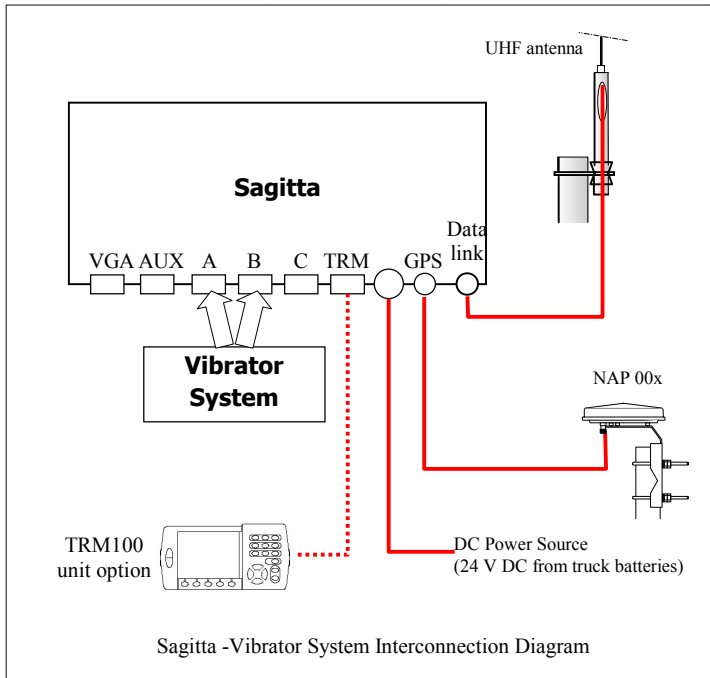 UHF antenna
Sagitta
Data
link
VGA AUX A B C TRM GPS
Vibrator
System
NAP 00x
TRM100
unit option
DC Power Source
(24 V DC from truck batteries)
Sagitta -Vibrator System Interconnection Diagram